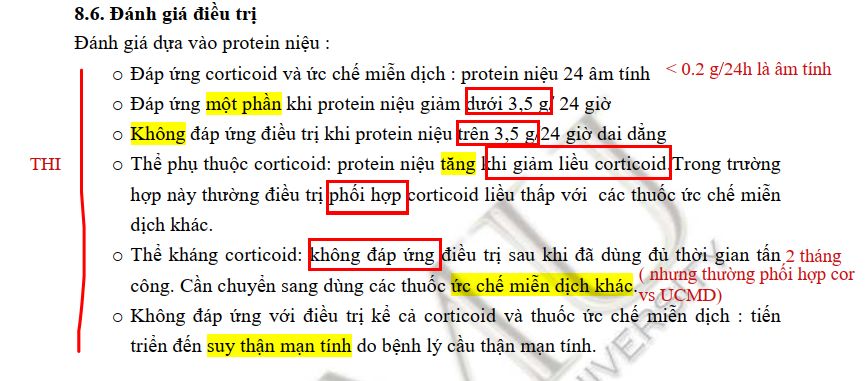 8.6. Đánh giá điều trị
Đánh giá dựa vào protein niệu :
○ Đáp ứng corticoid và ức chế miễn dịch : protein niệu 24 âm tính < 0.2 g/24h là âm tính
○ Đáp ứng một phần khi protein niệu giảm dưới 3,5 g/ 24 giờ
○ Không đáp ứng điều trị khi protein niệu trên 3,5 g/24 giờ dai dẳng
THI ○ Thể phụ thuộc corticoid: protein niệu tăng khi giảm liều corticoid.Trong trường
hợp này thường điều trị phối hợp corticoid liều thấp với các thuốc ức chế miễn
dịch khác.
○ Thể kháng corticoid: không đáp ứng điều trị sau khi đã dùng đủ thời gian tấn 2 tháng
công. Cần chuyển sang dùng các thuốc ức chế miễn dịch khác. ( nhưng thường phối hợp cor
vs UCMD)
○ Không đáp ứng với điều trị kể cả corticoid và thuốc ức chế miễn dịch : tiến
triển đến suy thận mạn tính do bệnh lý cầu thận mạn tính.
MU
UNIVERSITY